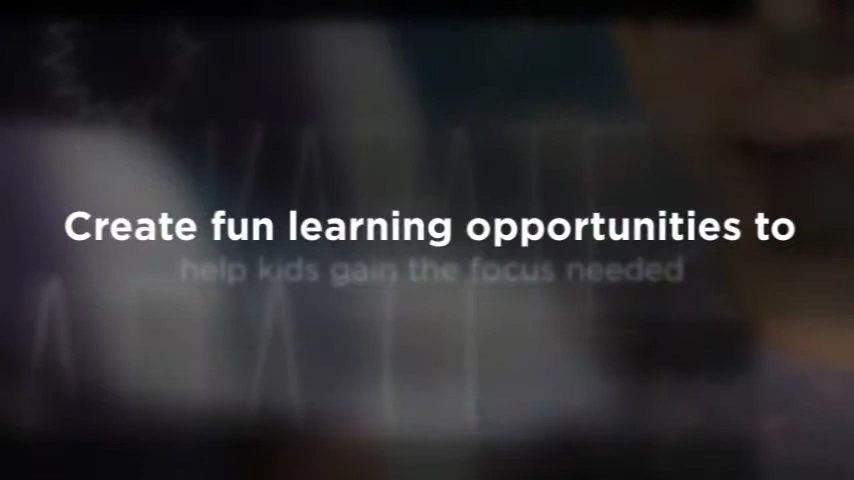 Create fun learning opportunities to
help kids gain the focus needed